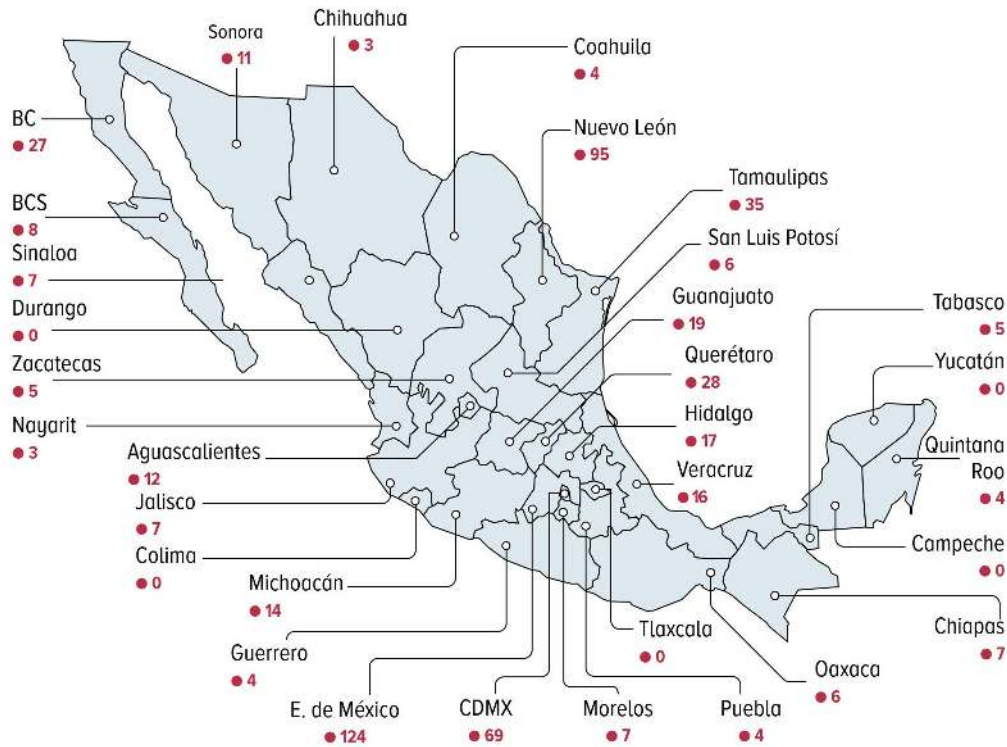 Chihuahua
● 3
Sonora
● 11
Coahuila
● 4
BC
● 27
Nuevo León
● 95
Tamaulipas
● 35
BCS
● 8
San Luis Potosí
● 6
Sinaloa
● 7
Guanajuato
● 19
Tabasco
● 5
Durango
● 0
Querétaro
● 28
Yucatán
● 0
Zacatecas
● 5
Hidalgo
● 17
Nayarit
● 3
Quintana
Roo
● 4
Aguascalientes
● 12
Veracruz
● 16
Jalisco
● 7
Colima
● 0
Campeche
● 0
Michoacán
● 14
Tlaxcala
● 0
Chiapas
● 7
Guerrero
● 4
Oaxaca
● 6
E. de México
● 124
CDMX
● 69
Morelos
● 7
Puebla
● 4